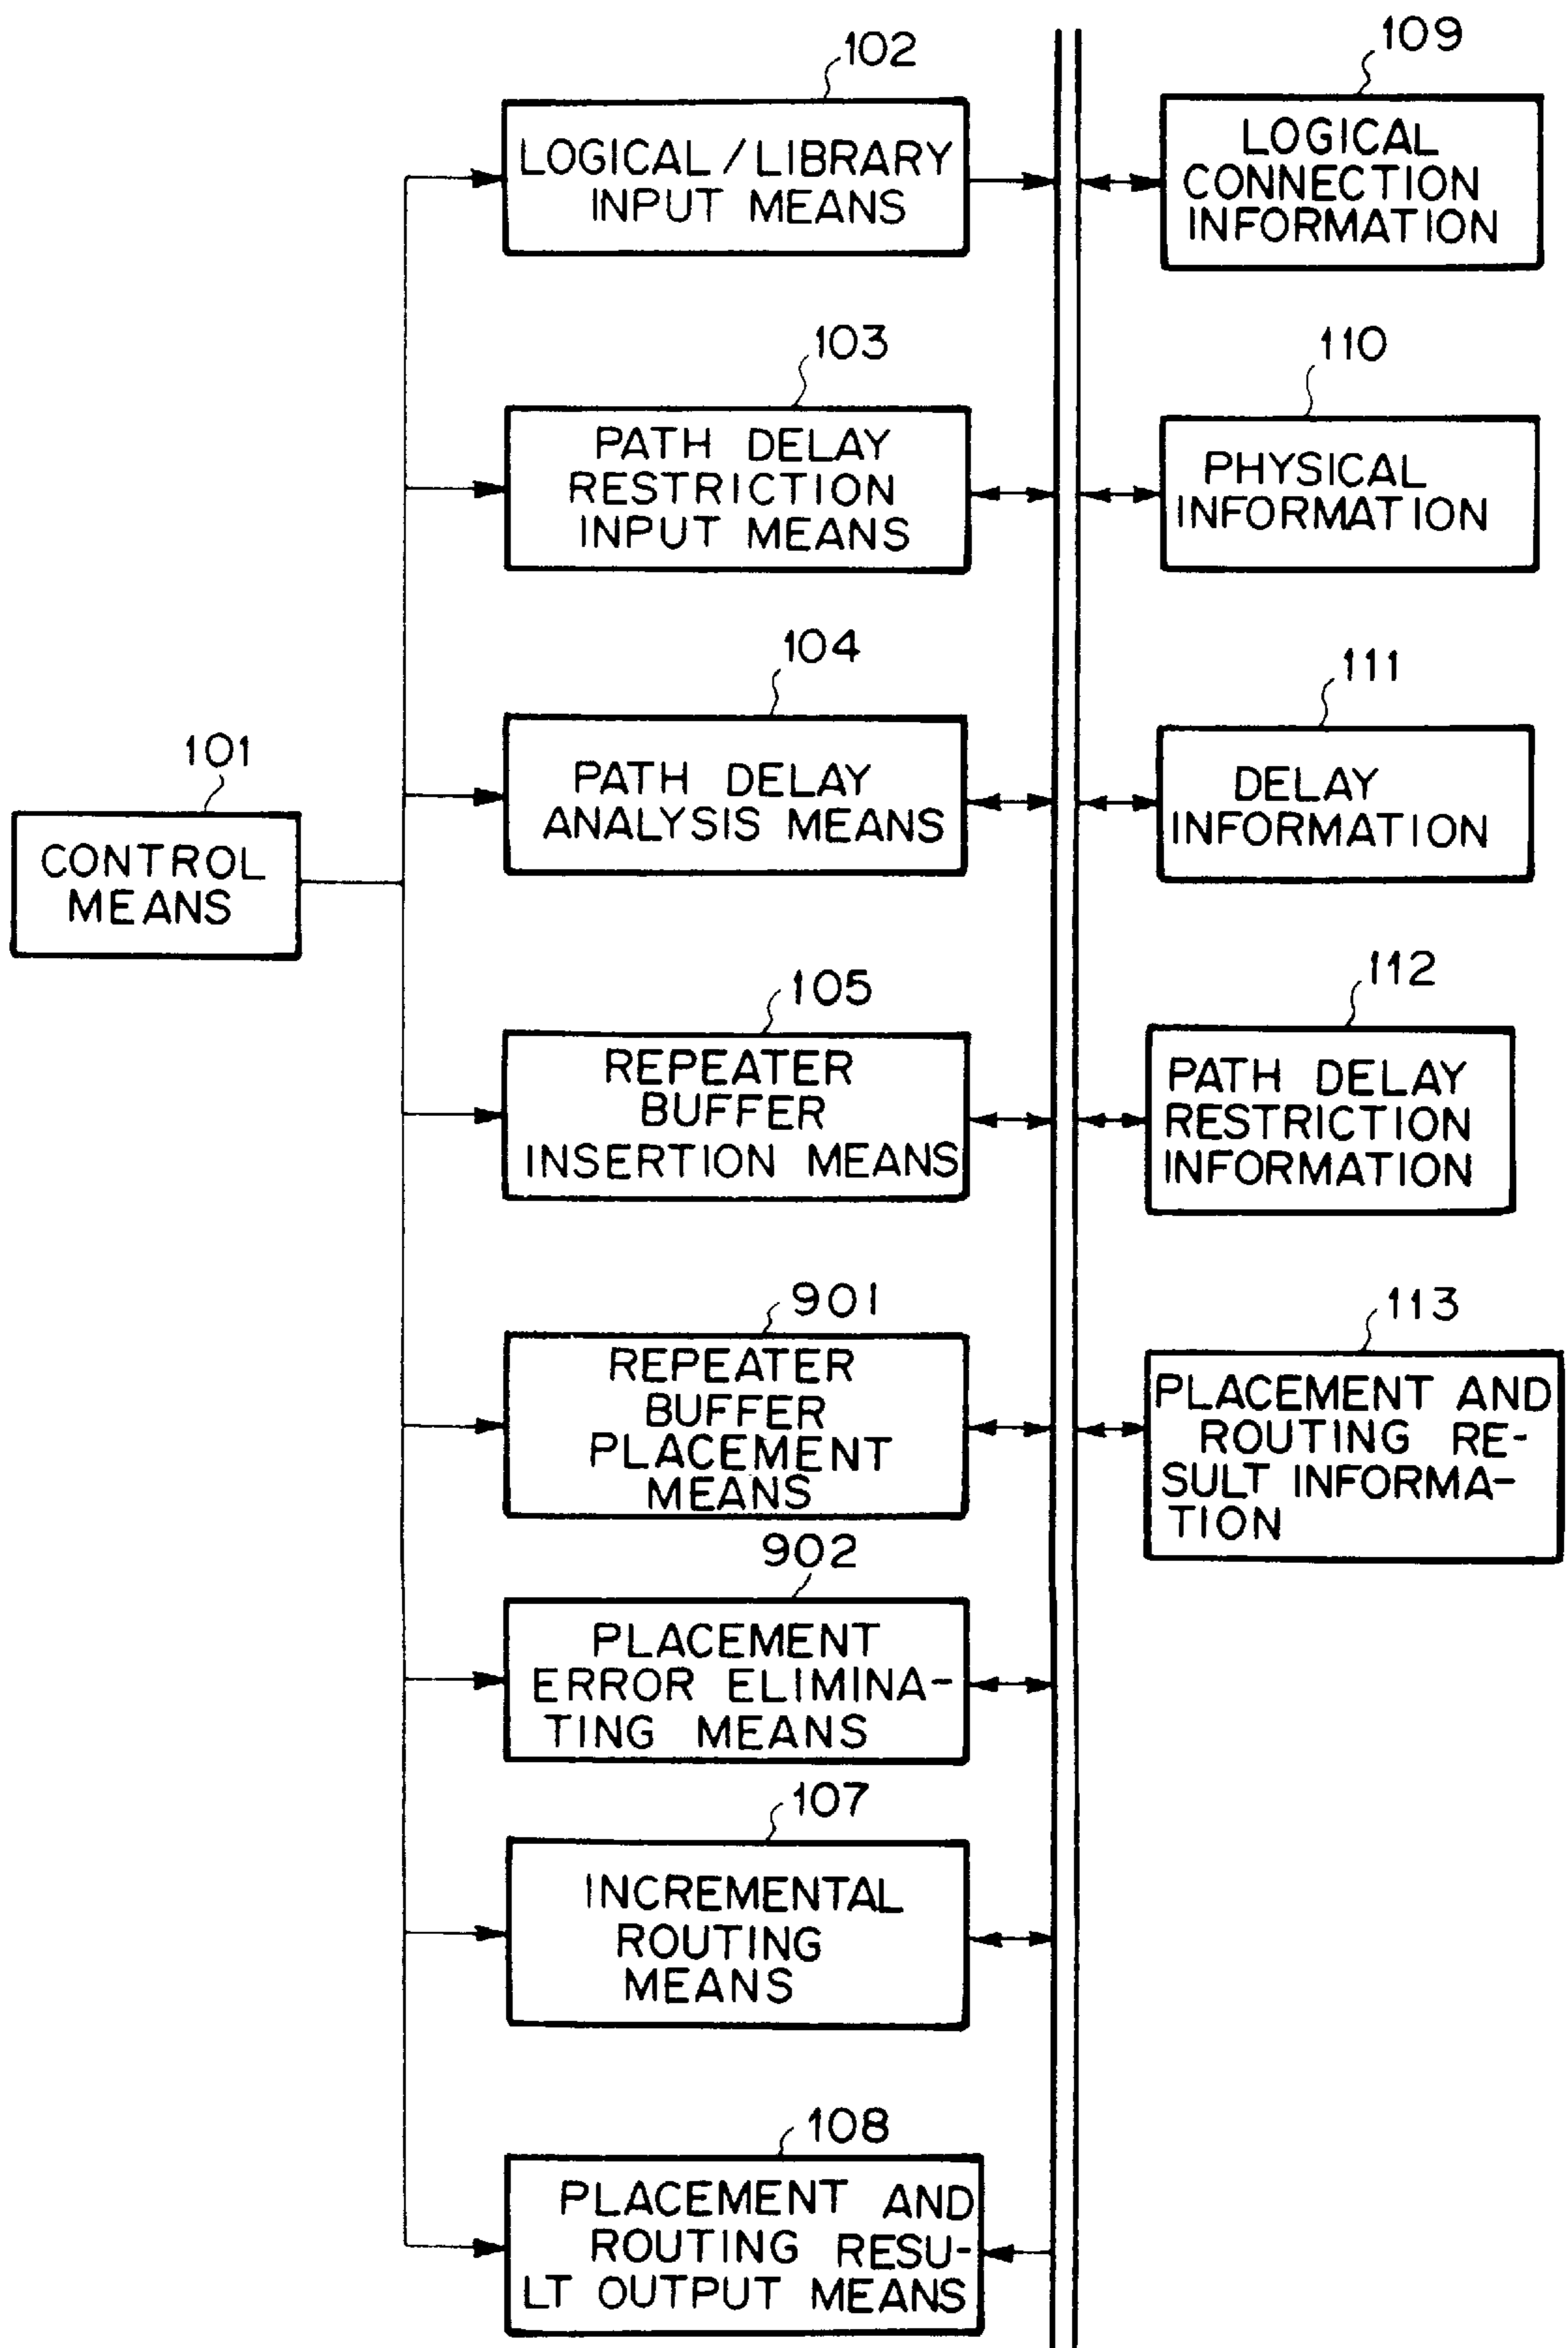 101
CONTROL
MEANS
102
LOGICAL / LIBRARY
INPUT MEANS
103
PATH DELAY
RESTRICTION
INPUT MEANS
104
PATH DELAY
ANALYSIS MEANS
105
REPEATER
BUFFER
INSERTION MEANS
901
REPEATER
BUFFER
PLACEMENT
MEANS
902
PLACEMENT
ERROR ELIMINA-
TING MEANS
107
INCREMENTAL
ROUTING
MEANS
108
PLACEMENT AND
ROUTING RESU-
LT OUTPUT MEANS
109
LOGICAL
CONNECTION
INFORMATION
110
PHYSICAL
INFORMATION
111
DELAY
INFORMATION
112
PATH DELAY
RESTRICTION
INFORMATION
113
PLACEMENT AND
ROUTING RE-
SULT INFORMA-
TION